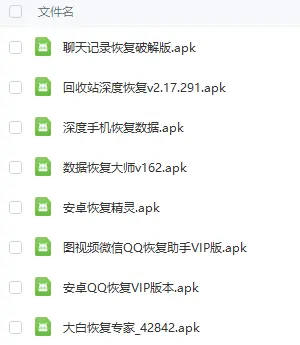 文件名
聊天记录恢复破解版.apk
回收站深度恢复v2.17.291.apk
深度手机恢复数据.apk
数据恢复大师v162.apk
安卓恢复精灵.apk
图视频微信QQ恢复助手VIP版.apk
安卓QQ恢复VIP版本.apk
大白恢复专家_42842.apk